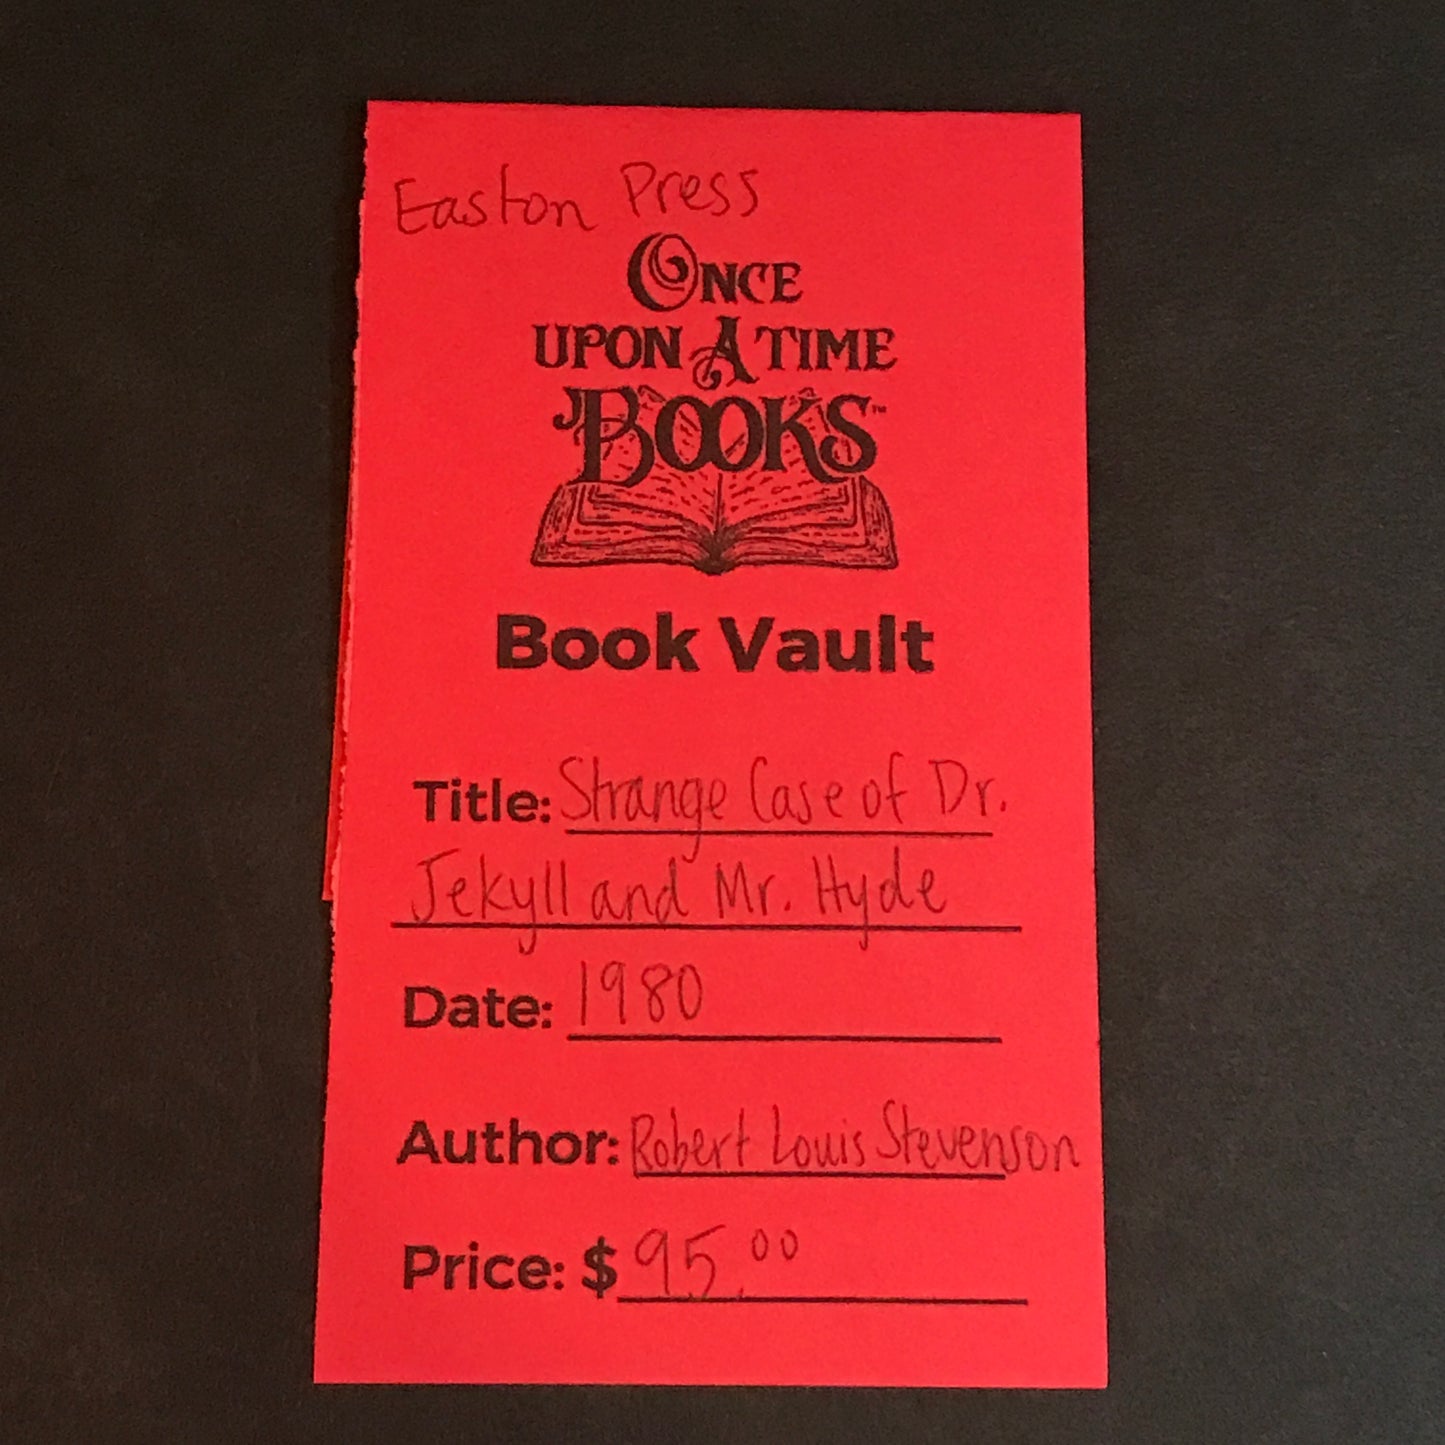 Easton Press
ONCE
UPON A TIME
BOOKS™
Book Vault
Title: Strange Case of Dr.
Jekyll and Mr. Hyde
Date: 1980
Author: Robert Louis Stevenson
Price: $ 95.00